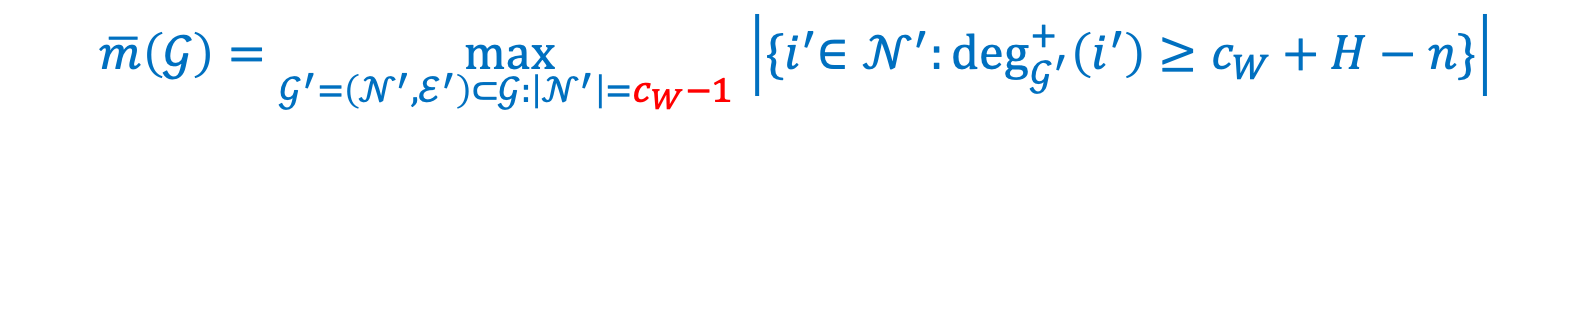 m̅(𝒢) = max_{𝒢′=(𝒩′,ℰ′)⊂𝒢:|𝒩′|=c_W−1} |{i′∈ 𝒩′: deg⁺_{𝒢′}(i′) ≥ c_W + H − n}|